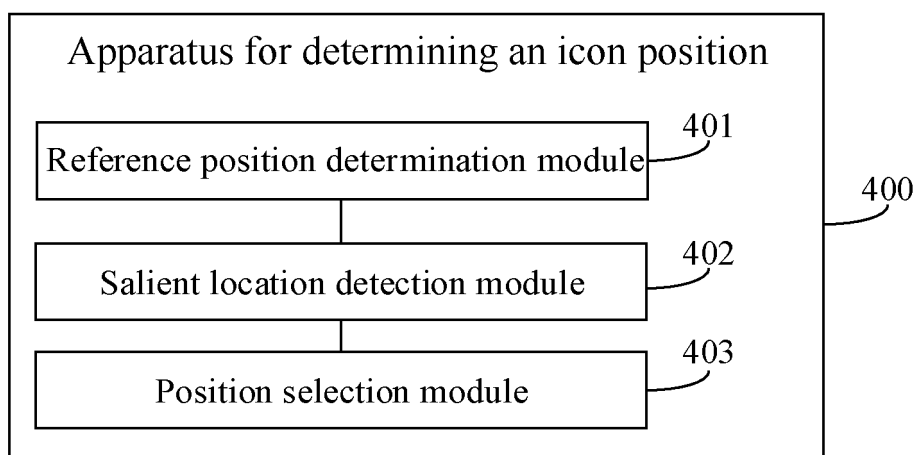 Apparatus for determining an icon position
401
Reference position determination module
400
402
Salient location detection module
403
Position selection module